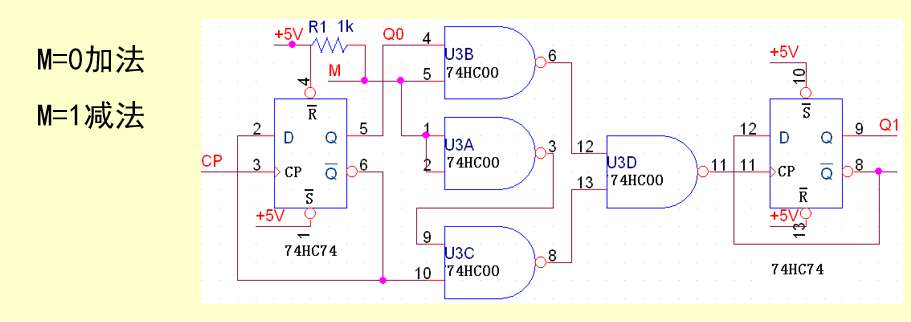 M=0加法
M=1减法
+5V R1 1k
M
Q0
4 U3B 74HC00 5 6
4 R
2 D Q 5
CP 3 CP Q 6
S
+5V 1
74HC74
1 U3A 74HC00 2 3
9 U3C 74HC00 10 8
12 U3D 74HC00 13 11
+5V 10
S
12 D Q 9 Q1
11 CP Q 8
R
+5V 13
74HC74